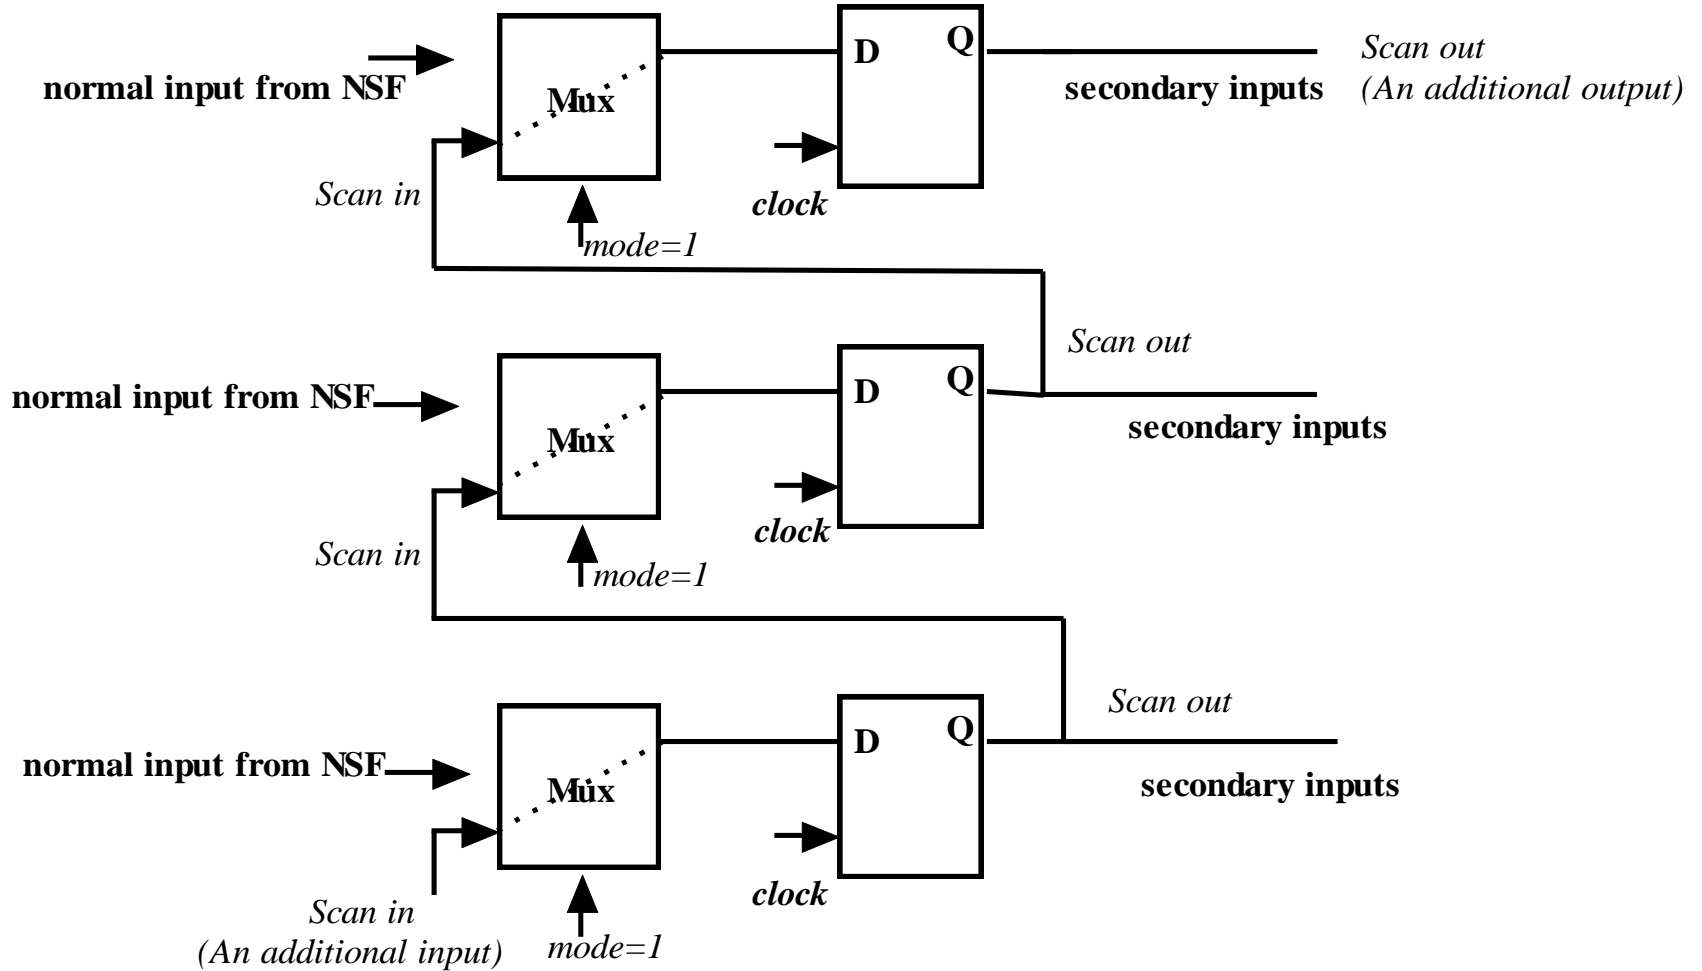 D
Q
Scan out
normal input from NSF
Mux
secondary inputs
(An additional output)
Scan in
clock
mode=1
Scan out
D
Q
normal input from NSF
Mux
secondary inputs
clock
Scan in
mode=1
Scan out
D
Q
normal input from NSF
Mux
secondary inputs
clock
Scan in
(An additional input)
mode=1